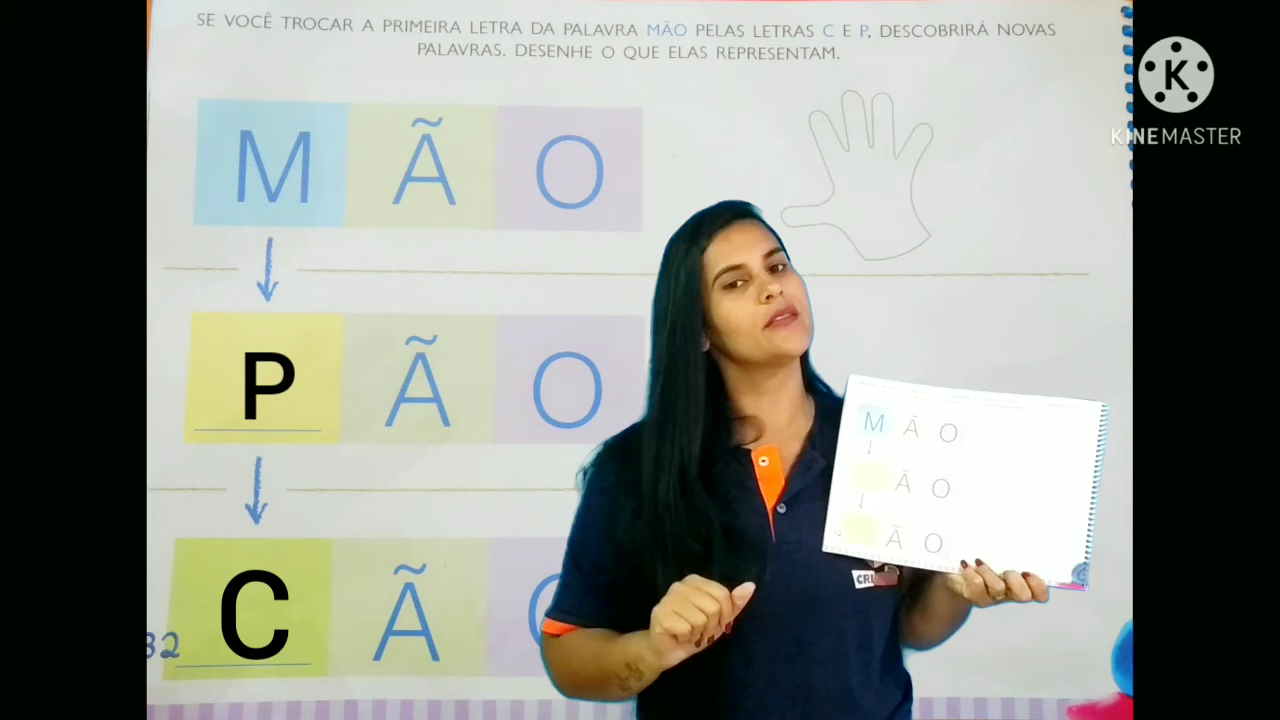 SE VOCÊ TROCAR A PRIMEIRA LETRA DA PALAVRA MÃO PELAS LETRAS C E P, DESCOBRIRÁ NOVAS
PALAVRAS. DESENHE O QUE ELAS REPRESENTAM.
KINEMASTER
M Ã O
P Ã O
C Ã O
32
M Ã O
Ã O
Ã O
CRI